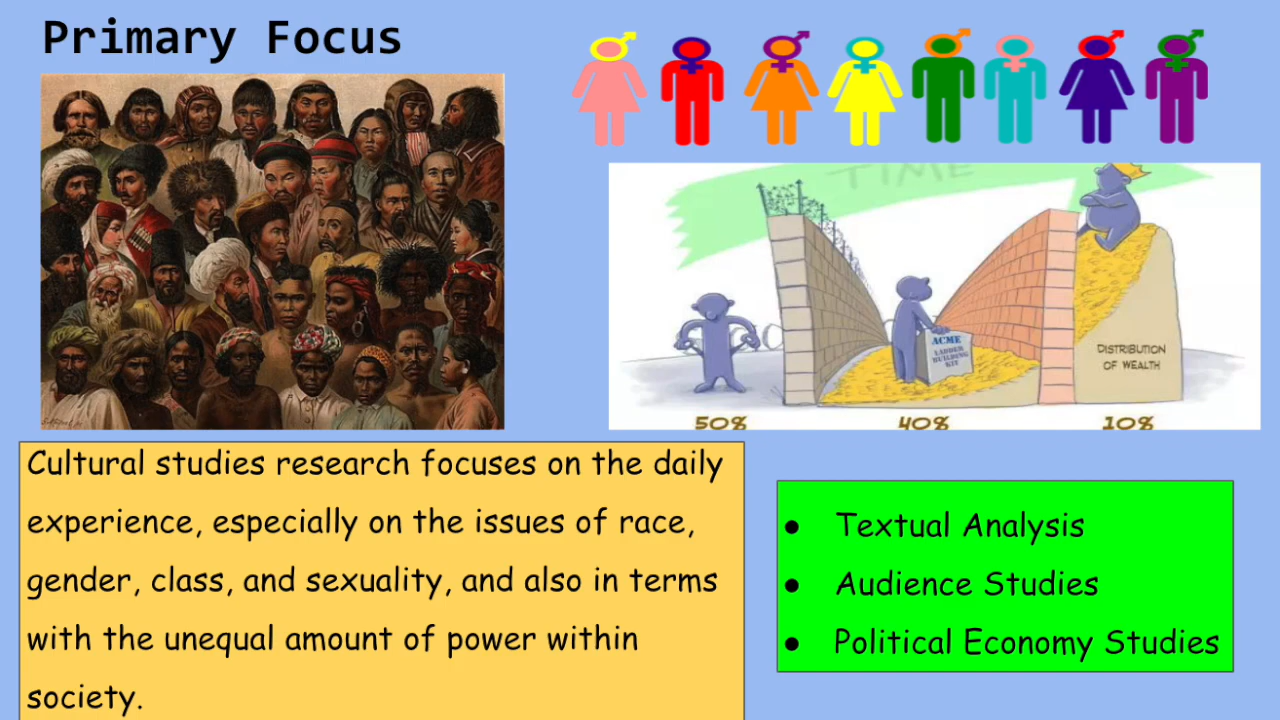 Primary Focus
TIME
ACME
LADDER
BUILDING
KIT
DISTRIBUTION
OF WEALTH
50%
40%
10%
Cultural studies research focuses on the daily
experience, especially on the issues of race,
gender, class, and sexuality, and also in terms
with the unequal amount of power within
society.
● Textual Analysis
● Audience Studies
● Political Economy Studies